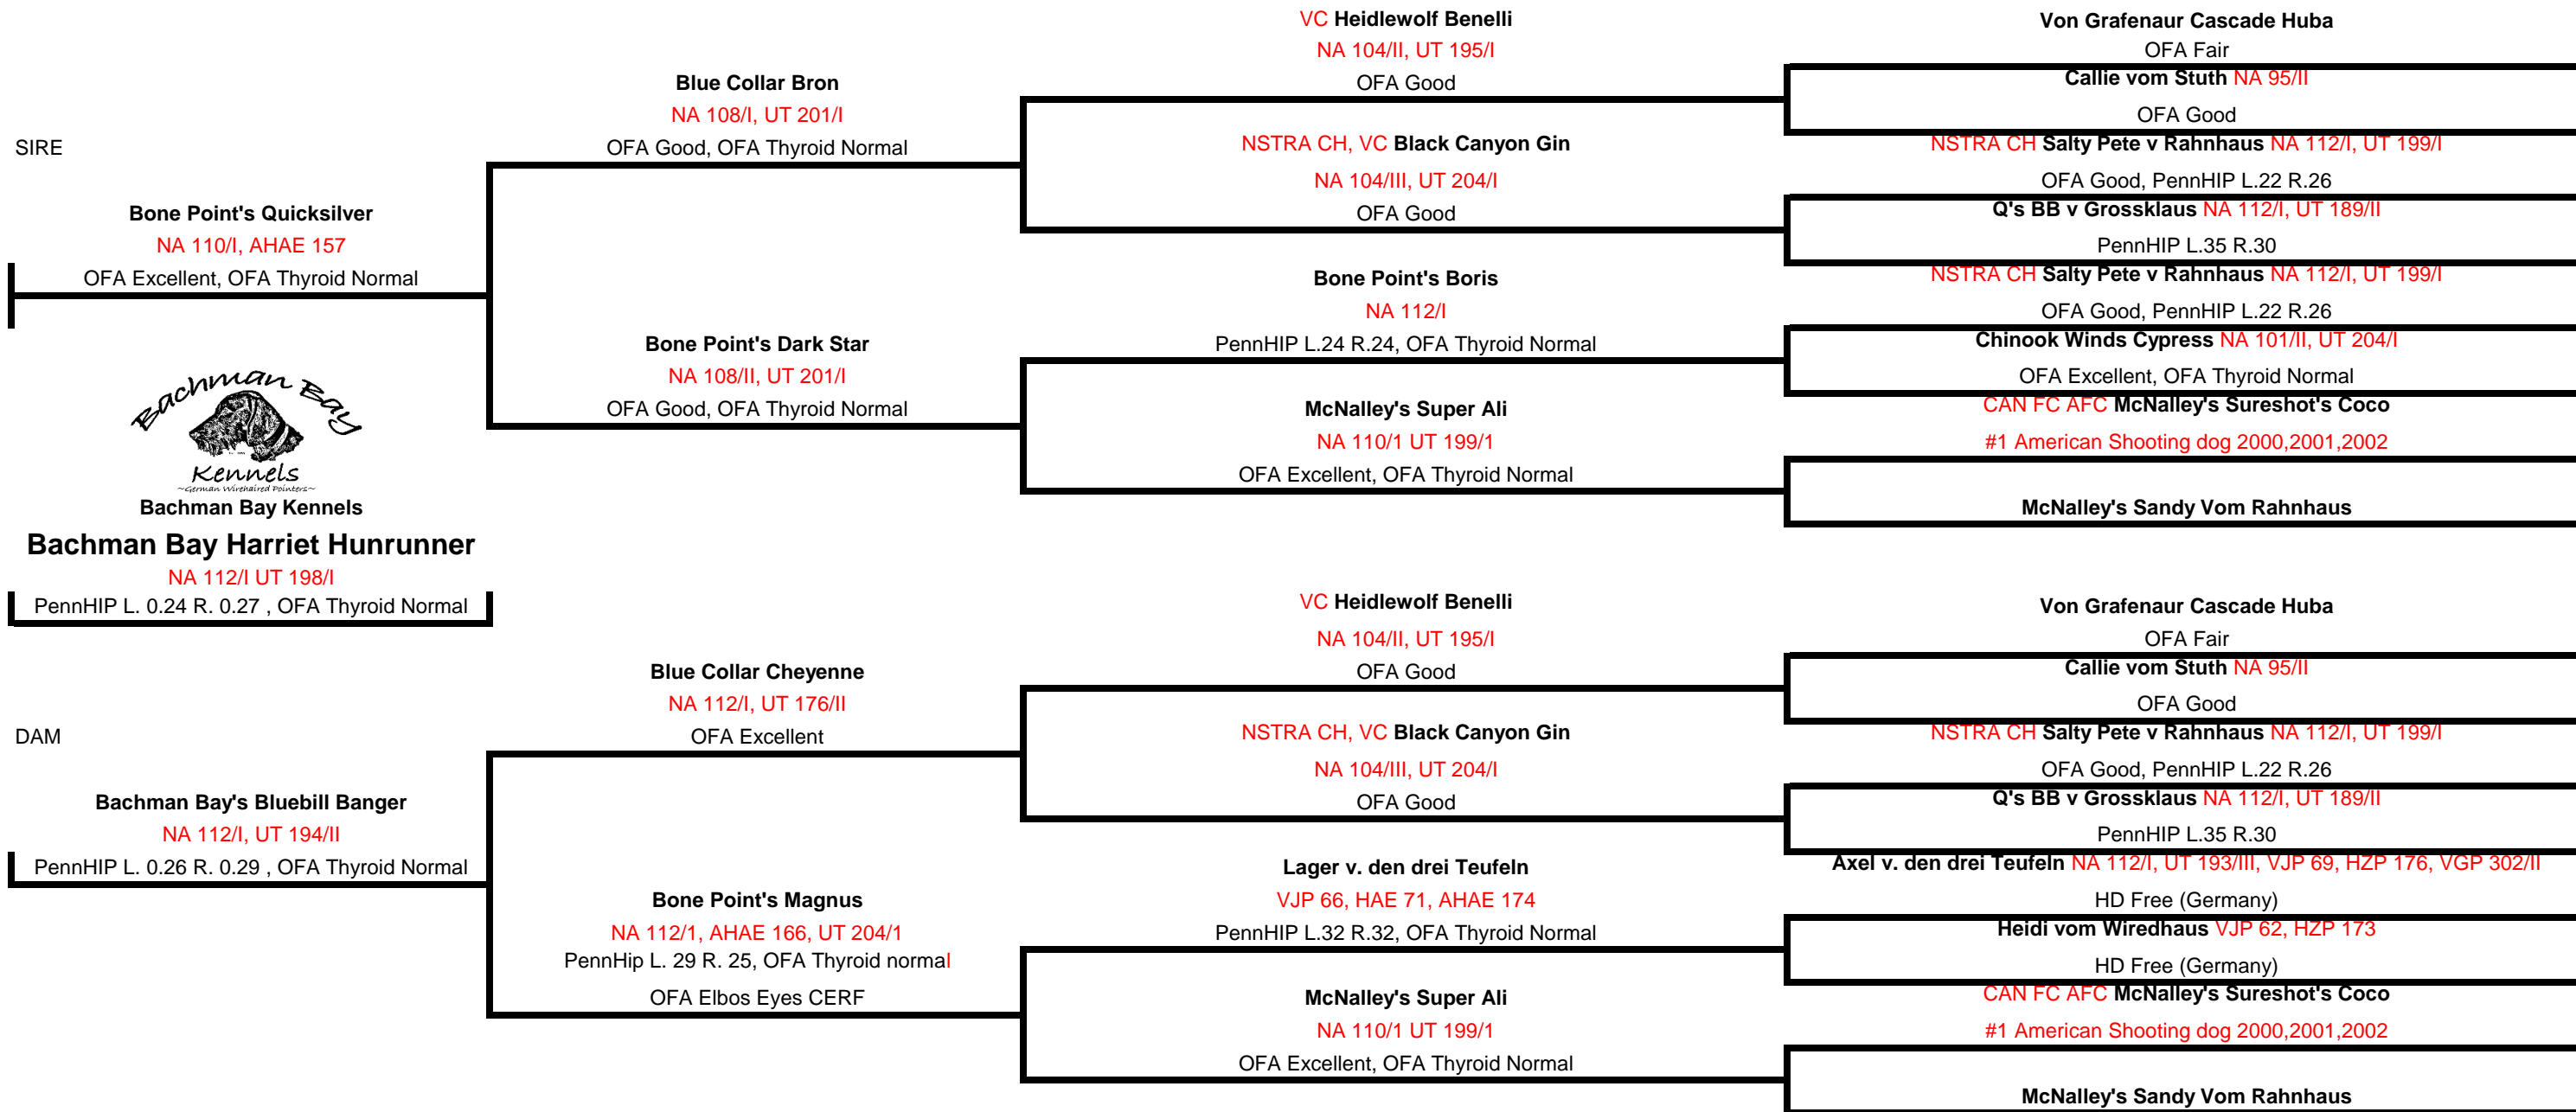 SIRE
Bone Point's Quicksilver
NA 110/I, AHAE 157
OFA Excellent, OFA Thyroid Normal
Bachman Bay
Kennels
~German Wirehaired Pointers~
Bachman Bay Kennels
Bachman Bay Harriet Hunrunner
NA 112/I UT 198/I
PennHIP L. 0.24 R. 0.27 , OFA Thyroid Normal
DAM
Bachman Bay's Bluebill Banger
NA 112/I, UT 194/II
PennHIP L. 0.26 R. 0.29 , OFA Thyroid Normal
Blue Collar Bron
NA 108/I, UT 201/I
OFA Good, OFA Thyroid Normal
Bone Point's Dark Star
NA 108/II, UT 201/I
OFA Good, OFA Thyroid Normal
Blue Collar Cheyenne
NA 112/I, UT 176/II
OFA Excellent
Bone Point's Magnus
NA 112/1, AHAE 166, UT 204/1
PennHip L. 29 R. 25, OFA Thyroid normal
OFA Elbos Eyes CERF
VC Heidlewolf Benelli
NA 104/II, UT 195/I
OFA Good
NSTRA CH, VC Black Canyon Gin
NA 104/III, UT 204/I
OFA Good
Bone Point's Boris
NA 112/I
PennHIP L.24 R.24, OFA Thyroid Normal
McNalley's Super Ali
NA 110/1 UT 199/1
OFA Excellent, OFA Thyroid Normal
VC Heidlewolf Benelli
NA 104/II, UT 195/I
OFA Good
NSTRA CH, VC Black Canyon Gin
NA 104/III, UT 204/I
OFA Good
Lager v. den drei Teufeln
VJP 66, HAE 71, AHAE 174
PennHIP L.32 R.32, OFA Thyroid Normal
McNalley's Super Ali
NA 110/1 UT 199/1
OFA Excellent, OFA Thyroid Normal
Von Grafenaur Cascade Huba
OFA Fair
Callie vom Stuth NA 95/II
OFA Good
NSTRA CH Salty Pete v Rahnhaus NA 112/I, UT 199/I
OFA Good, PennHIP L.22 R.26
Q's BB v Grossklaus NA 112/I, UT 189/II
PennHIP L.35 R.30
NSTRA CH Salty Pete v Rahnhaus NA 112/I, UT 199/I
OFA Good, PennHIP L.22 R.26
Chinook Winds Cypress NA 101/II, UT 204/I
OFA Excellent, OFA Thyroid Normal
CAN FC AFC McNalley's Sureshot's Coco
#1 American Shooting dog 2000,2001,2002
McNalley's Sandy Vom Rahnhaus
Von Grafenaur Cascade Huba
OFA Fair
Callie vom Stuth NA 95/II
OFA Good
NSTRA CH Salty Pete v Rahnhaus NA 112/I, UT 199/I
OFA Good, PennHIP L.22 R.26
Q's BB v Grossklaus NA 112/I, UT 189/II
PennHIP L.35 R.30
Axel v. den drei Teufeln NA 112/I, UT 193/III, VJP 69, HZP 176, VGP 302/II
HD Free (Germany)
Heidi vom Wiredhaus VJP 62, HZP 173
HD Free (Germany)
CAN FC AFC McNalley's Sureshot's Coco
#1 American Shooting dog 2000,2001,2002
McNalley's Sandy Vom Rahnhaus